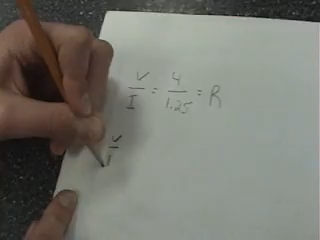 V/I = 4/1.25 = R
V/I